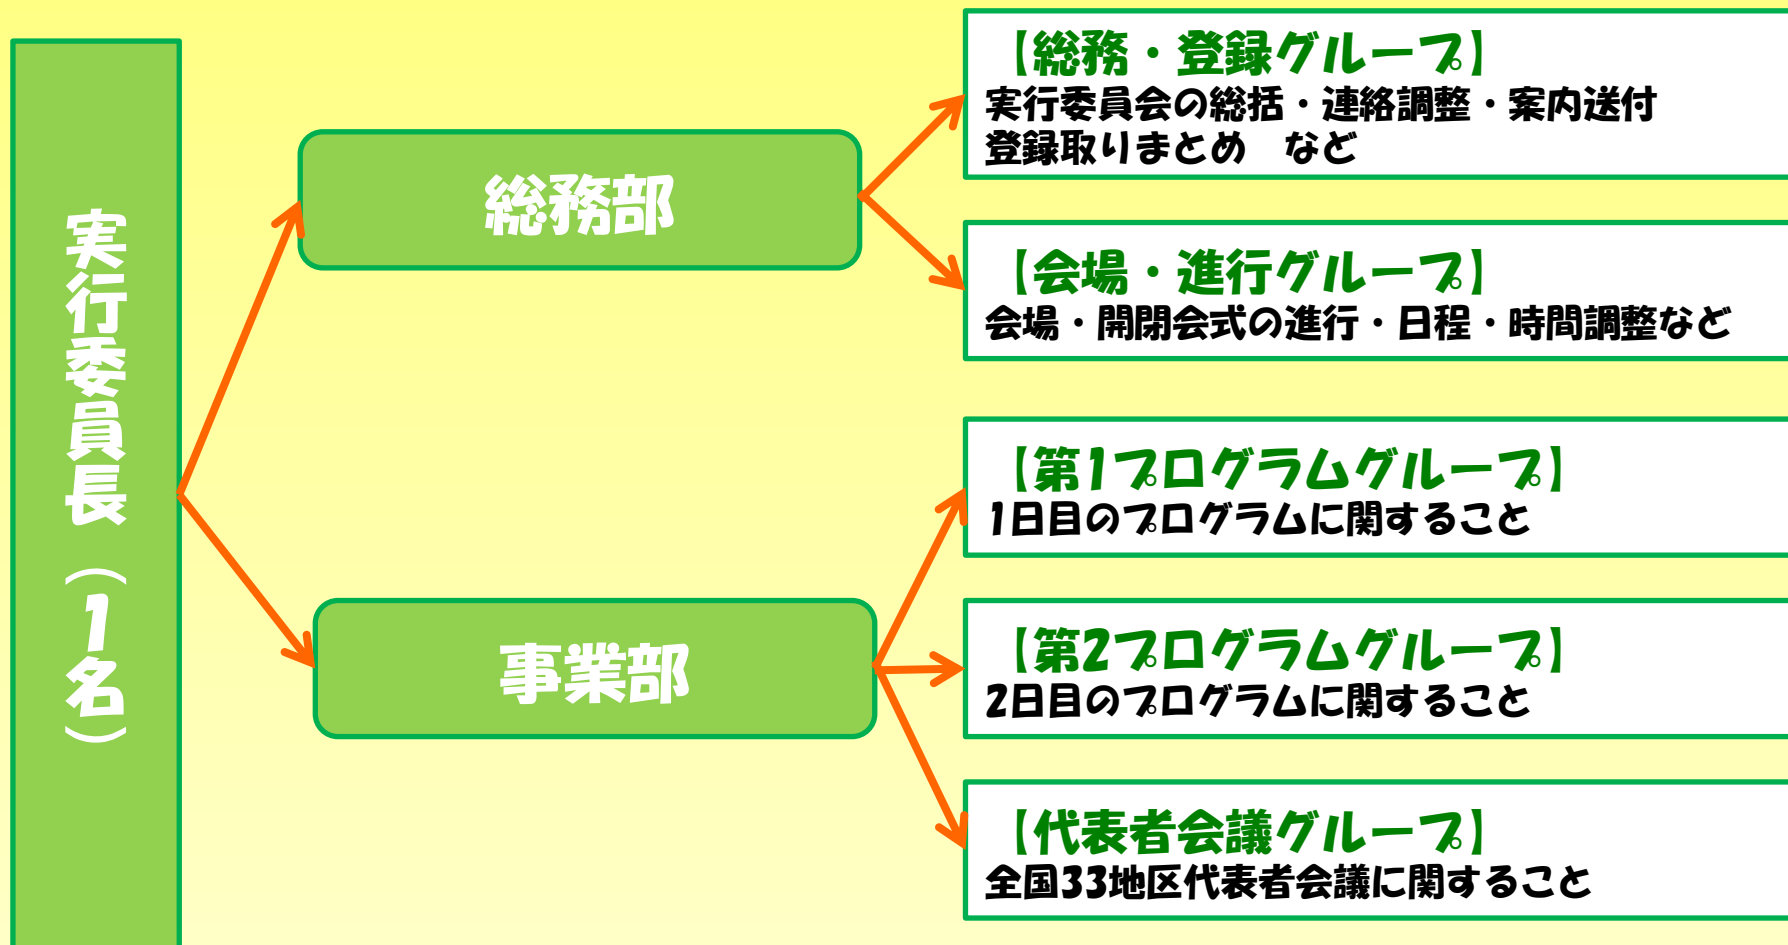 実行委員長（1名）
総務部
【総務・登録グループ】
実行委員会の総括・連絡調整・案内送付
登録取りまとめ　など
【会場・進行グループ】
会場・開閉会式の進行・日程・時間調整など
事業部
【第1プログラムグループ】
1日目のプログラムに関すること
【第2プログラムグループ】
2日目のプログラムに関すること
【代表者会議グループ】
全国33地区代表者会議に関すること